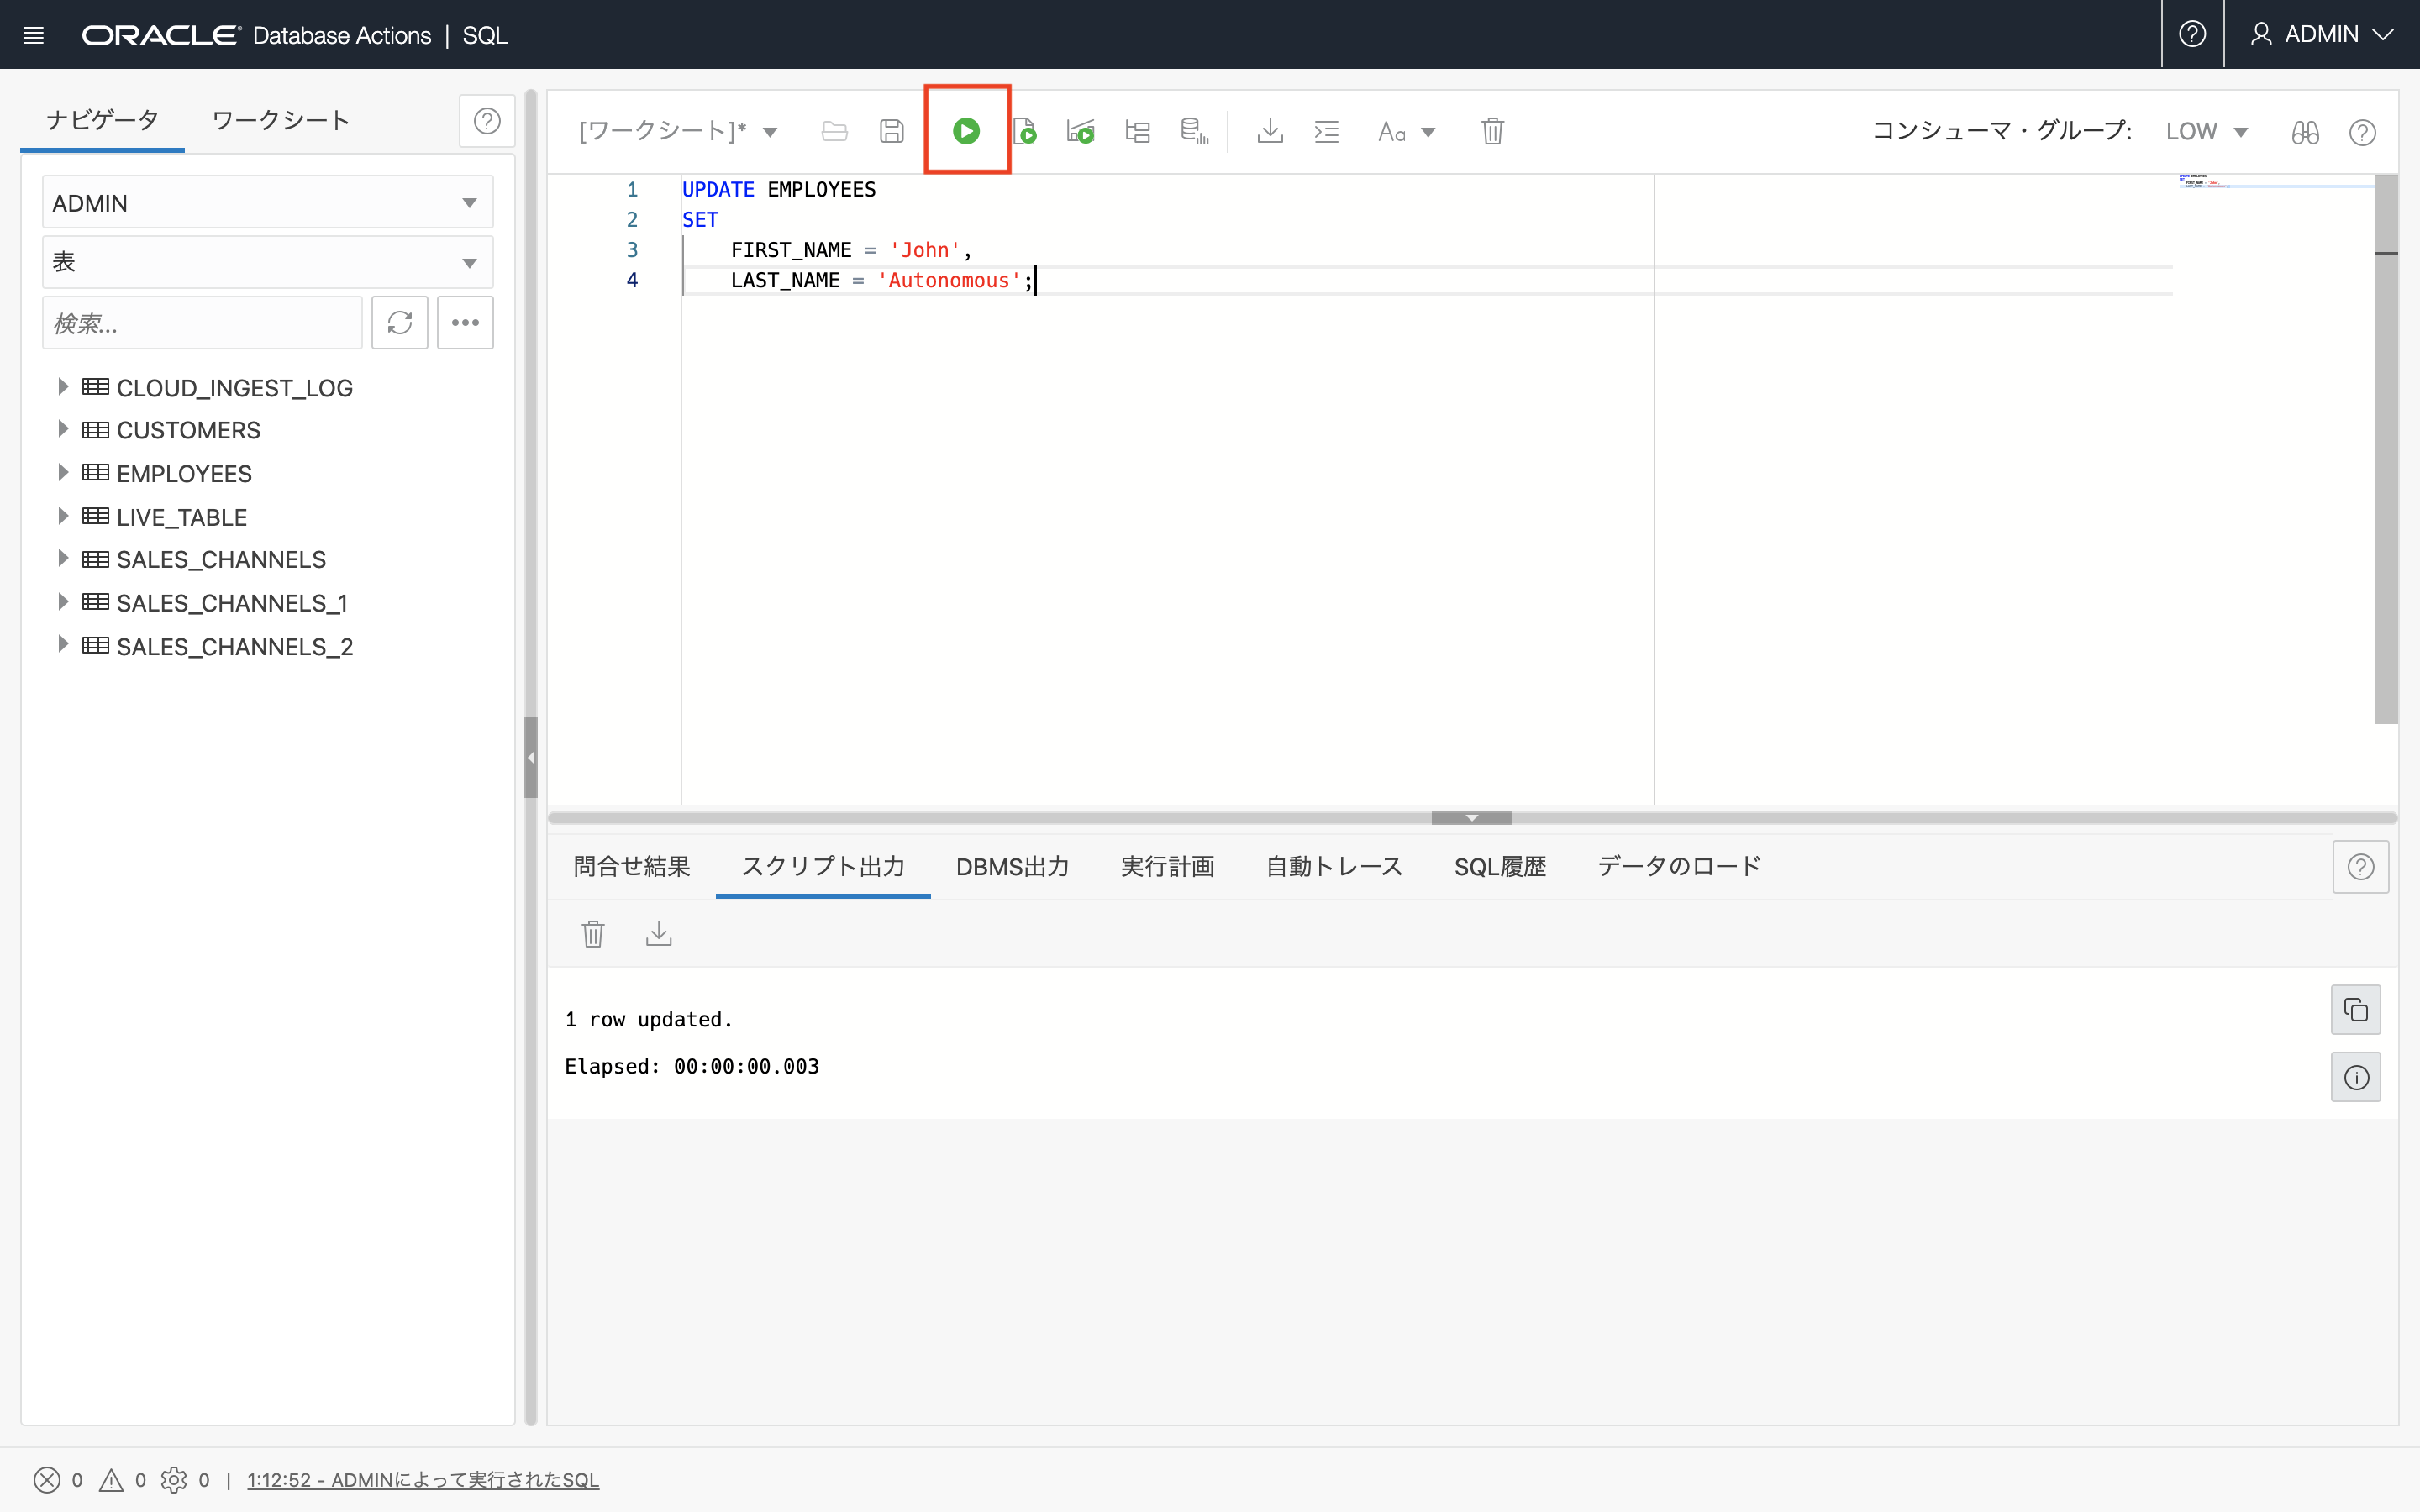 ORACLE Database Actions | SQL
ADMIN
ナビゲータ
ワークシート
ADMIN
表
検索...
CLOUD_INGEST_LOG
CUSTOMERS
EMPLOYEES
LIVE_TABLE
SALES_CHANNELS
SALES_CHANNELS_1
SALES_CHANNELS_2
[ワークシート]*
Aa
コンシューマ・グループ: LOW
1 UPDATE EMPLOYEES
2 SET
3 FIRST_NAME = 'John',
4 LAST_NAME = 'Autonomous';
問合せ結果 スクリプト出力 DBMS出力 実行計画 自動トレース SQL履歴 データのロード
1 row updated.
Elapsed: 00:00:00.003
0 0 0 | 1:12:52 - ADMINによって実行されたSQL